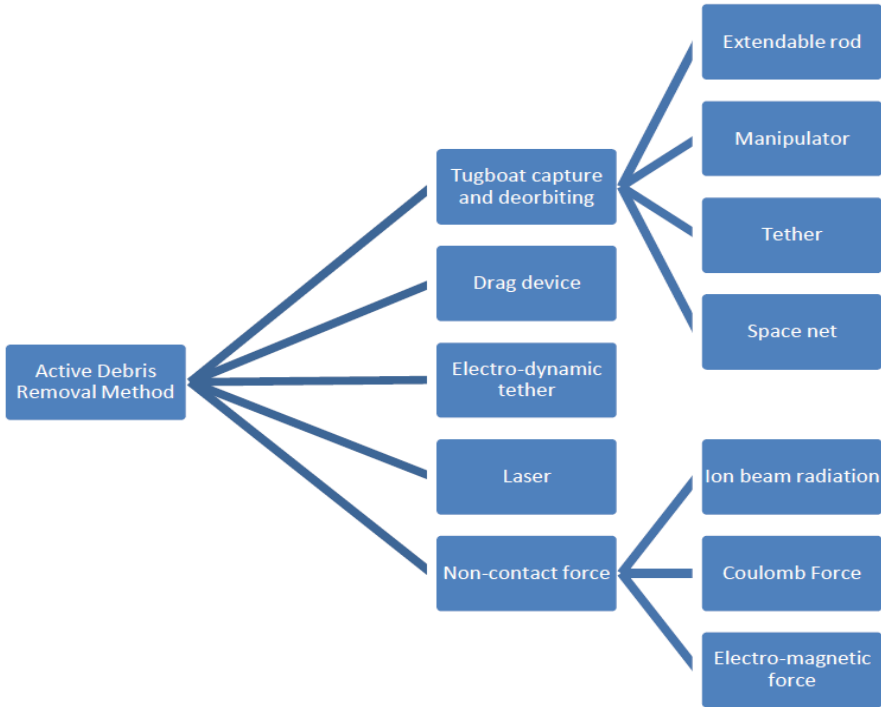 Active Debris
Removal Method
Tugboat capture
and deorbiting
Drag device
Electro-dynamic
tether
Laser
Non-contact force
Extendable rod
Manipulator
Tether
Space net
Ion beam radiation
Coulomb Force
Electro-magnetic
force